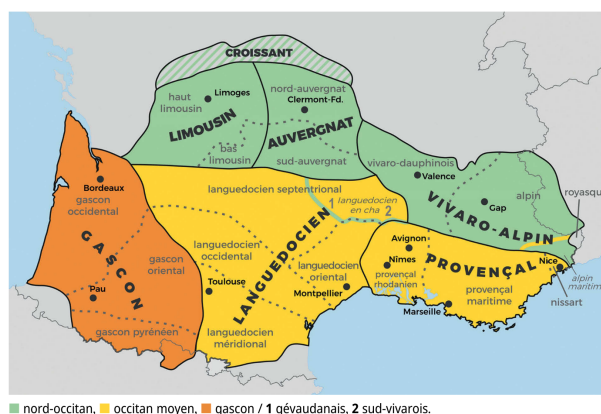 CROISSANT
haut
limousin
Limoges
nord-auvergnat
Clermont-Fd.
LIMOUSIN
AUVERGNAT
bas
limousin
sud-auvergnat
vivaro-dauphinois
Valence
alpin
royasque
Gap
VIVARO-ALPIN
Bordeaux
gascon
occidental
languedocien septentrional
1
languedocien
en cha
2
GASCON
gascon
oriental
languedocien
occidental
LANGUEDOCIEN
Avignon
Nîmes
PROVENÇAL
Nice
alpin
maritim
languedocien
oriental
provençal
rhodanien
provençal
maritime
nissart
Pau
Toulouse
Montpellier
Marseille
gascon pyrénéen
languedocien
méridional
nord-occitan, occitan moyen, gascon / 1 gévaudanais, 2 sud-vivarois.